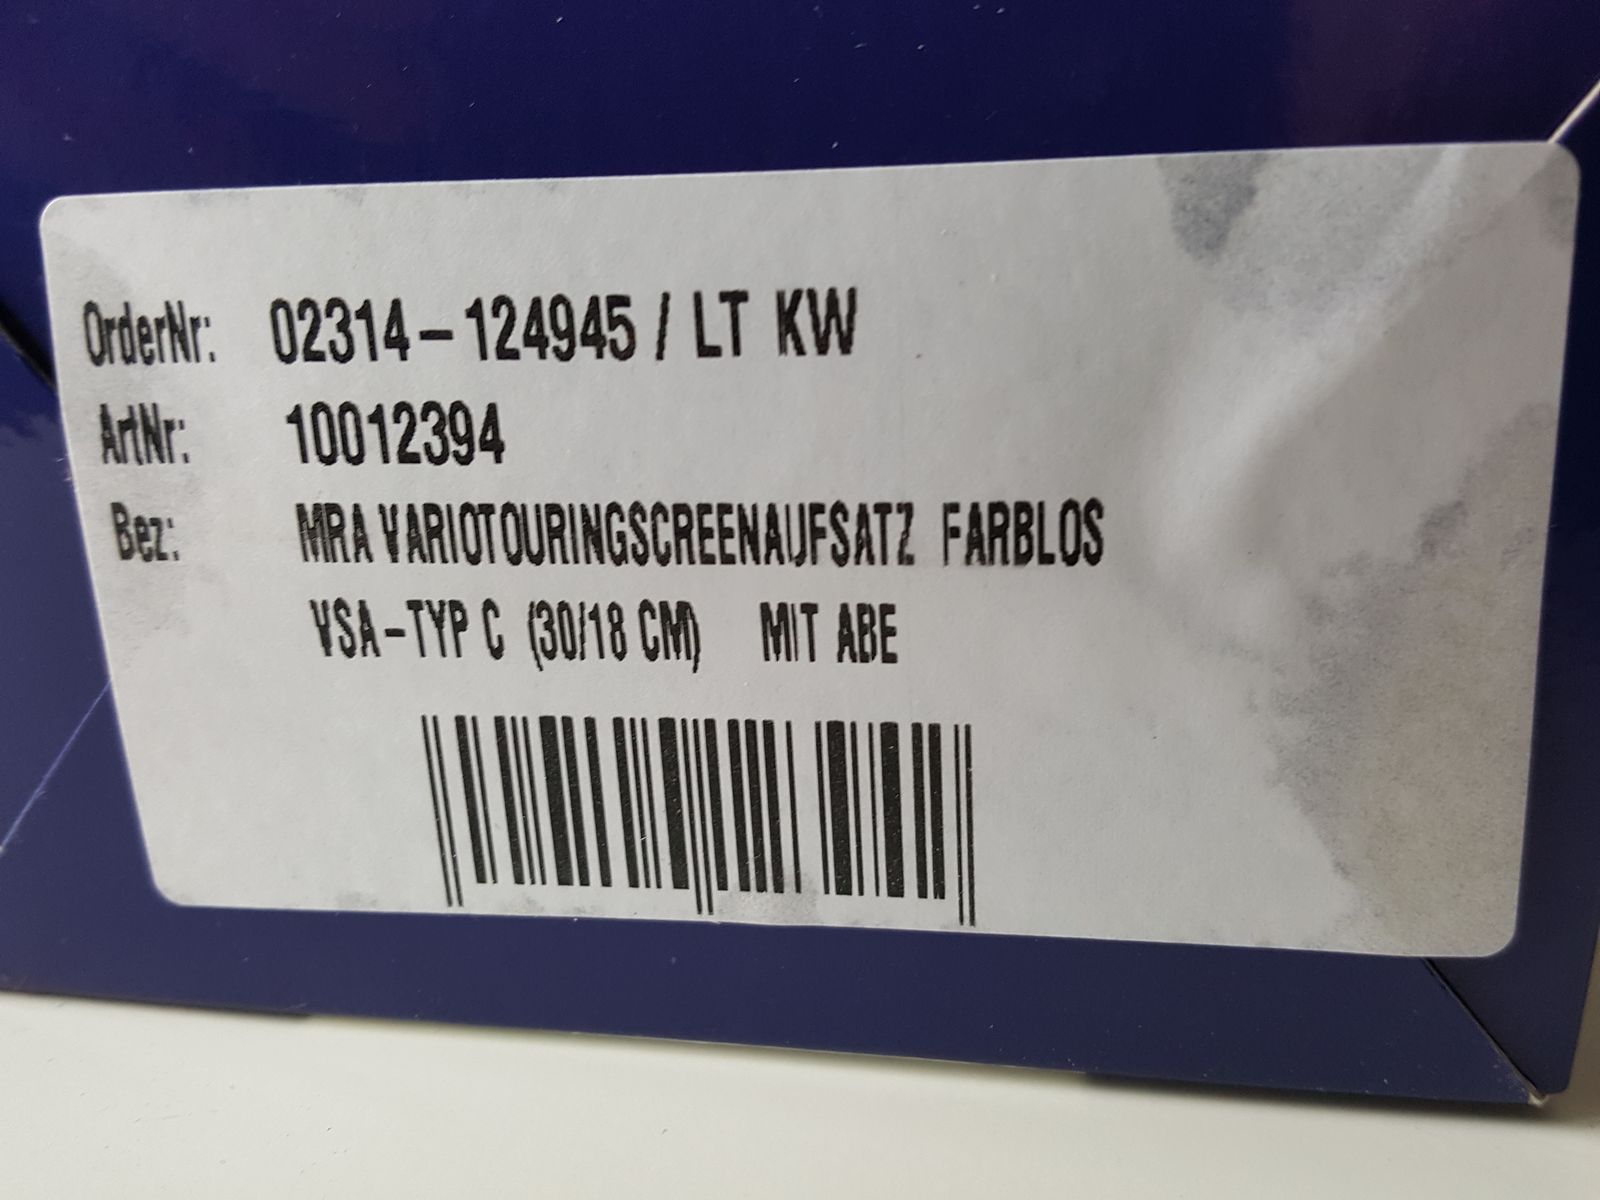 OrderNr: 02314-124945 / LT KW
ArtNr: 10012394
Bez: MRA VARIOTOURINGSCREENAUFSATZ FARBLOS
VSA-TYP C (30/18 CM) MIT ABE